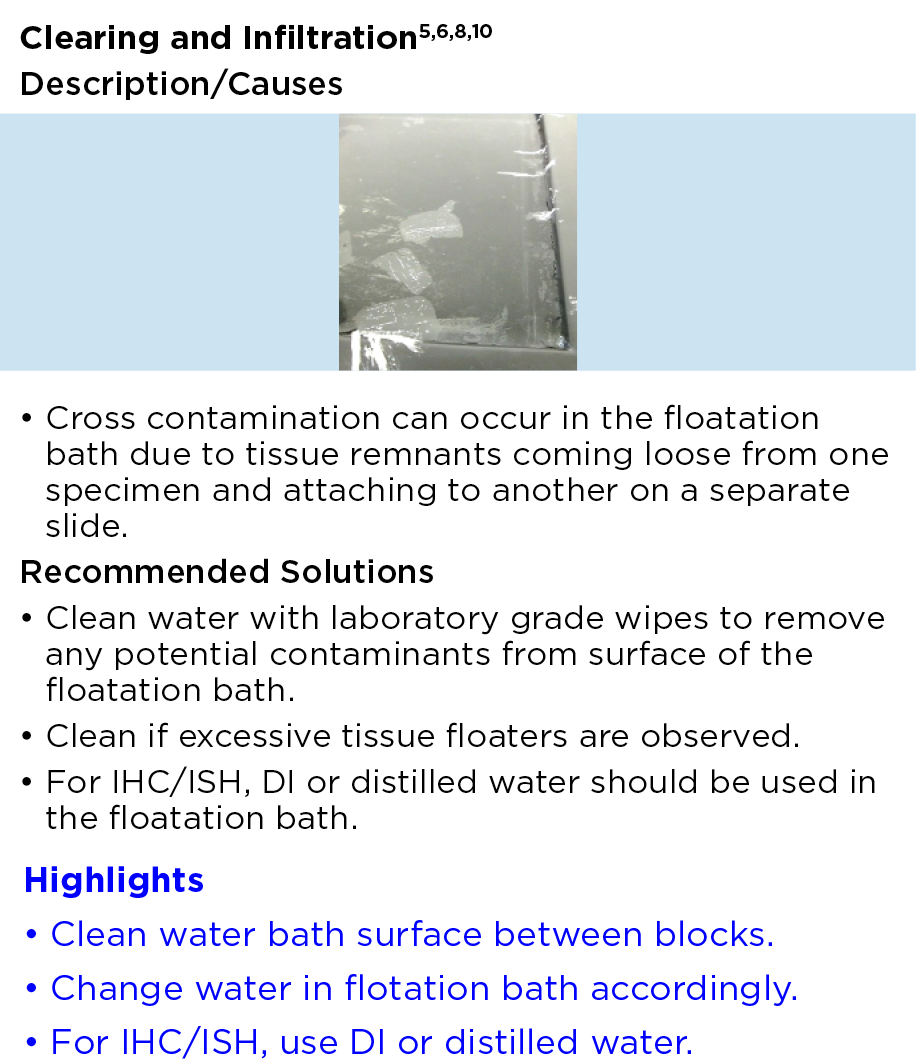 Clearing and Infiltration5,6,8,10
Description/Causes
• Cross contamination can occur in the floatation
bath due to tissue remnants coming loose from one
specimen and attaching to another on a separate
slide.
Recommended Solutions
• Clean water with laboratory grade wipes to remove
any potential contaminants from surface of the
floatation bath.
• Clean if excessive tissue floaters are observed.
• For IHC/ISH, DI or distilled water should be used in
the floatation bath.
Highlights
• Clean water bath surface between blocks.
• Change water in flotation bath accordingly.
• For IHC/ISH, use DI or distilled water.